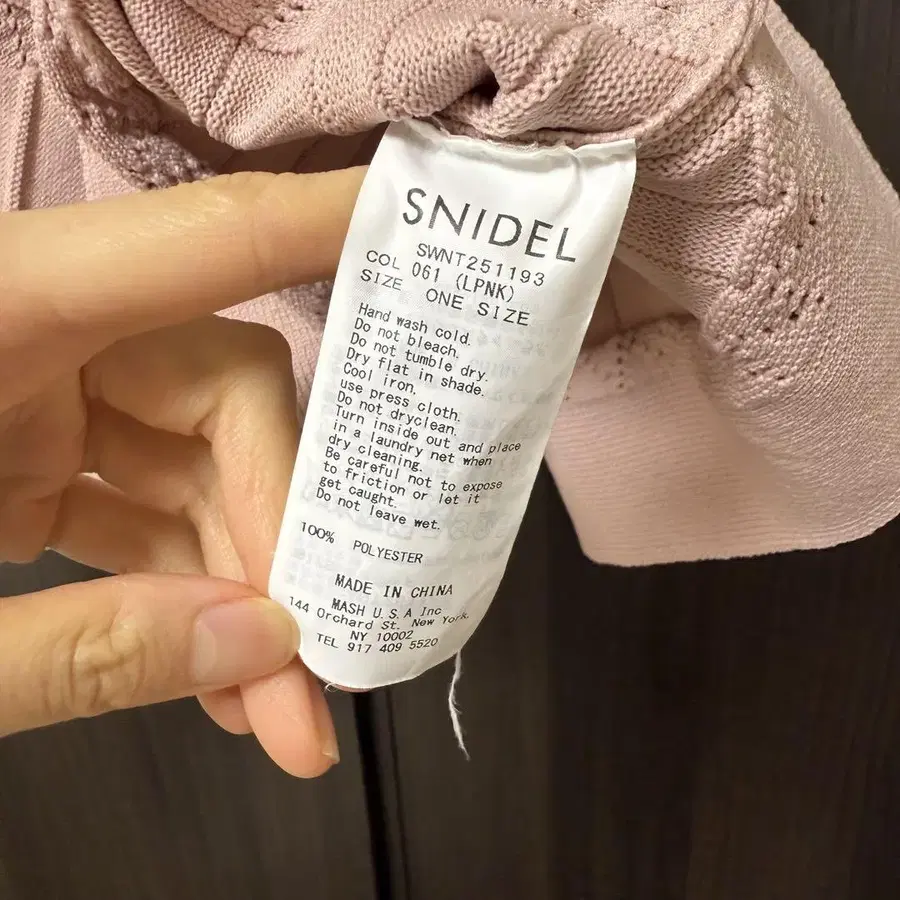 SNIDEL
SWNT251193
COL 061 (LPNK)
SIZE ONE SIZE
Hand wash cold.
Do not bleach.
Do not tumble dry.
Dry flat in shade.
Cool iron.
use press cloth.
Do not dryclean.
Turn inside out and place
in a laundry net when
dry cleaning.
Be careful not to expose
to friction or let it
get caught.
Do not leave wet.
100% POLYESTER
MADE IN CHINA
MASH U.S.A Inc
144 Orchard St. New York,
NY 10002
TEL 917 409 5520